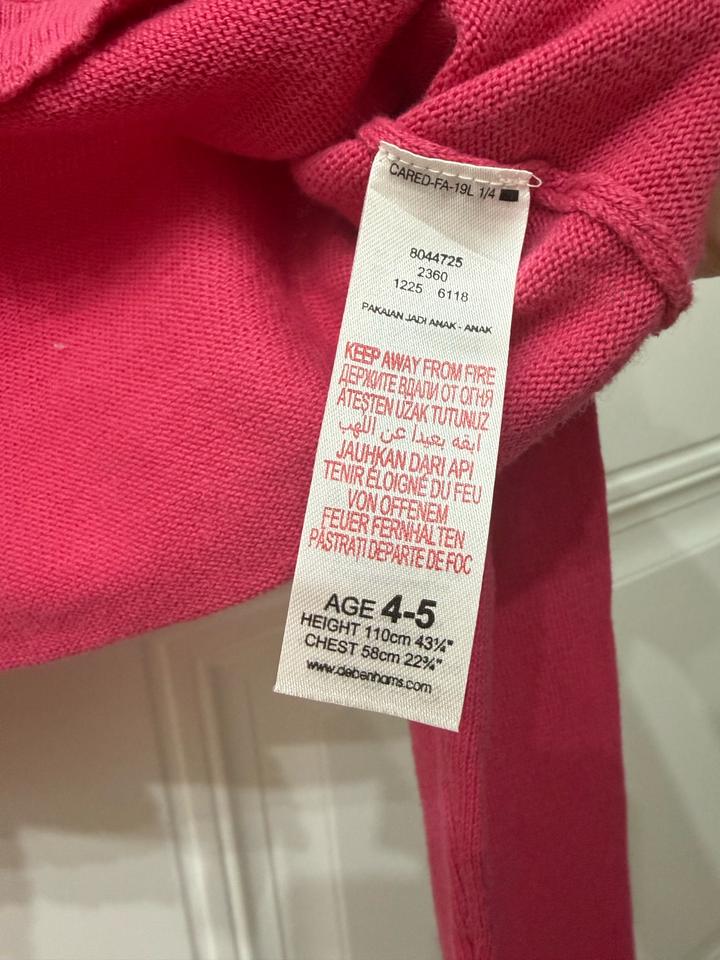 CARED-FA-19L 1/4
8044725
2360
1225 6118
PAKAIAN JADI ANAK - ANAK
KEEP AWAY FROM FIRE
ДЕРЖИТЕ ВДАЛИ ОТ ОГНЯ
ATEŞTEN UZAK TUTUNUZ
ابقه بعيدا عن اللهب
JAUHKAN DARI API
TENIR ÉLOIGNÉ DU FEU
VON OFFENEM
FEUER FERNHALTEN
PĂSTRAȚI DEPARTE DE FOC
AGE 4-5
HEIGHT 110cm 43¼"
CHEST 58cm 22¾"
www.debenhams.com